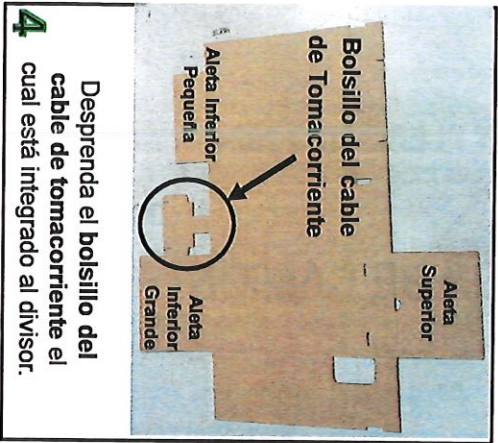 Bolsillo del cable
de Tomacorriente
Aleta
Superior
Aleta Inferior
Pequeña
Aleta
Inferior
Grande
4 Desprenda el bolsillo del
cable de tomacorriente el
cual está integrado al divisor.